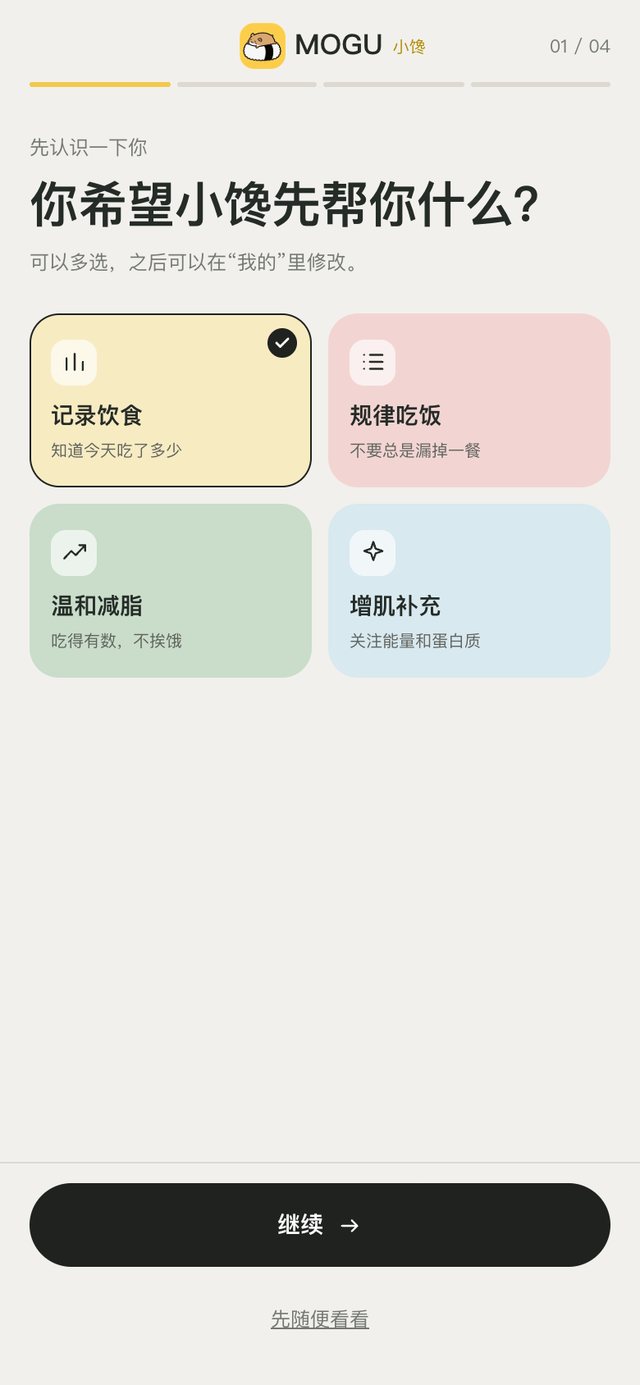 MOGU 小馋
01 / 04
先认识一下你
你希望小馋先帮你什么？
可以多选，之后可以在“我的”里修改。
记录饮食
知道今天吃了多少
规律吃饭
不要总是漏掉一餐
温和减脂
吃得有数，不挨饿
增肌补充
关注能量和蛋白质
继续 →
先随便看看